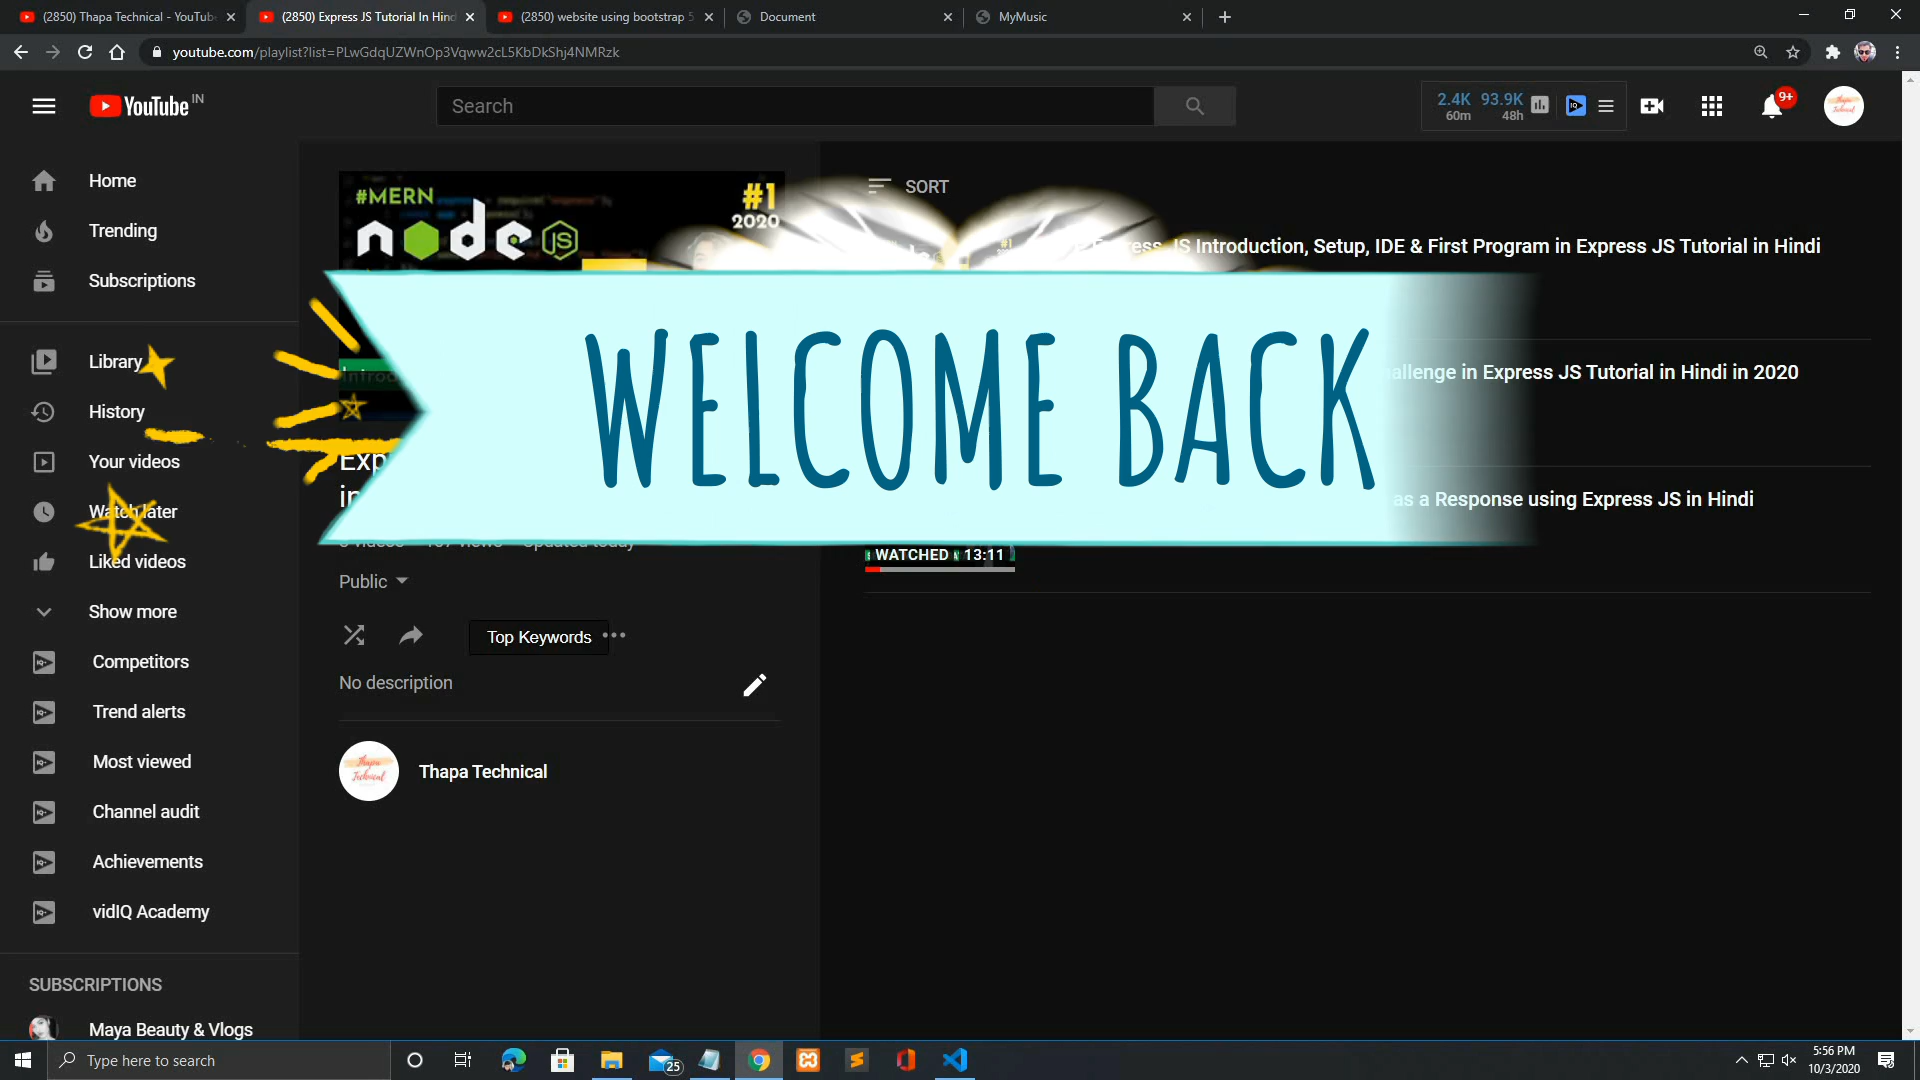 (2850) Thapa Technical - YouTube
(2850) Express JS Tutorial In Hind
(2850) website using bootstrap 5
Document
MyMusic
youtube.com/playlist?list=PLwGdqUZWnOp3Vqww2cL5KbDkShj4NMRzk
YouTube IN
Search
2.4K 93.9K
60m 48h
9+
Home
Trending
Subscriptions
Library
History
Your videos
Watch later
Liked videos
Show more
Competitors
Trend alerts
Most viewed
Channel audit
Achievements
vidIQ Academy
SUBSCRIPTIONS
Maya Beauty & Vlogs
#MERN
#1
2020
node JS
WELCOME BACK
Public
Top Keywords
No description
Thapa Technical
SORT
Express JS Introduction, Setup, IDE & First Program in Express JS Tutorial in Hindi
allenge in Express JS Tutorial in Hindi in 2020
as a Response using Express JS in Hindi
WATCHED
13:11
Type here to search
25
5:56 PM
10/3/2020